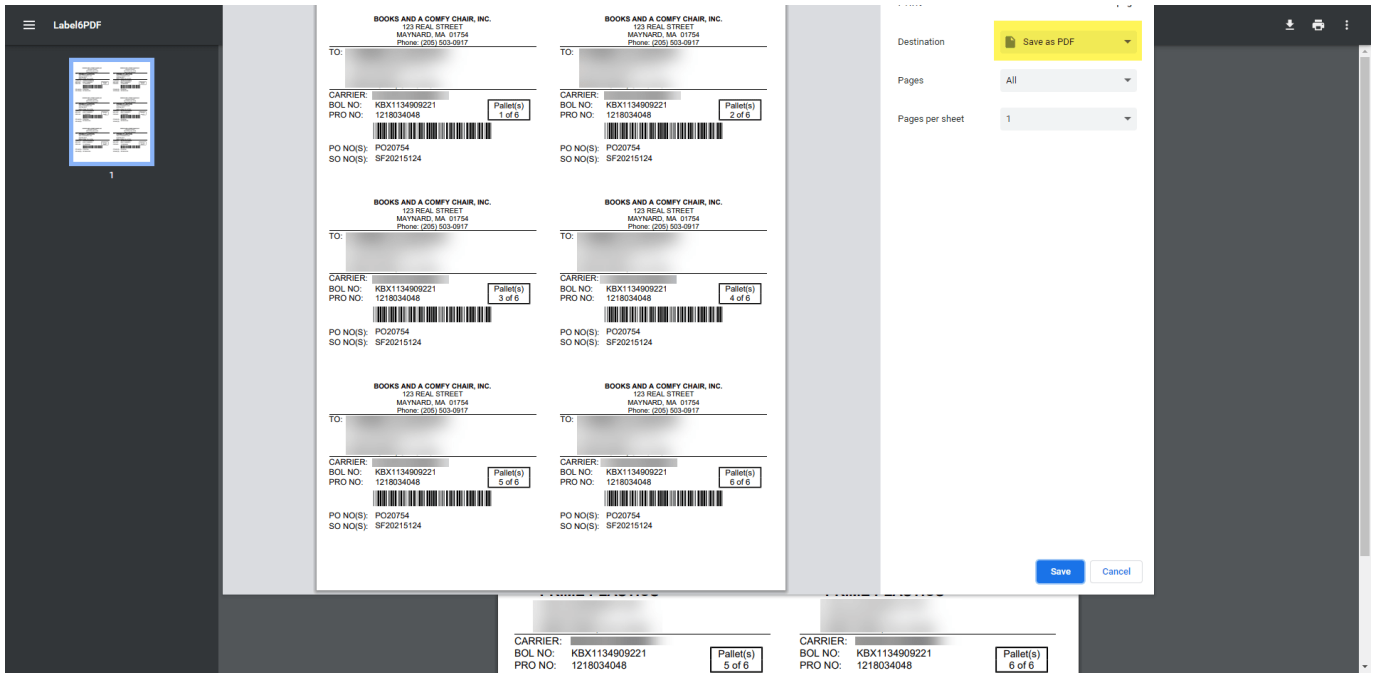 Label6PDF
1
BOOKS AND A COMFY CHAIR, INC.
123 REAL STREET
MAYNARD, MA 01754
Phone: (205) 503-0917
TO:
CARRIER:
BOL NO: KBX1134909221
PRO NO: 1218034048
Pallet(s)
1 of 6
PO NO(S): PO20754
SO NO(S): SF20215124
BOOKS AND A COMFY CHAIR, INC.
123 REAL STREET
MAYNARD, MA 01754
Phone: (205) 503-0917
TO:
CARRIER:
BOL NO: KBX1134909221
PRO NO: 1218034048
Pallet(s)
2 of 6
PO NO(S): PO20754
SO NO(S): SF20215124
BOOKS AND A COMFY CHAIR, INC.
123 REAL STREET
MAYNARD, MA 01754
Phone: (205) 503-0917
TO:
CARRIER:
BOL NO: KBX1134909221
PRO NO: 1218034048
Pallet(s)
3 of 6
PO NO(S): PO20754
SO NO(S): SF20215124
BOOKS AND A COMFY CHAIR, INC.
123 REAL STREET
MAYNARD, MA 01754
Phone: (205) 503-0917
TO:
CARRIER:
BOL NO: KBX1134909221
PRO NO: 1218034048
Pallet(s)
4 of 6
PO NO(S): PO20754
SO NO(S): SF20215124
BOOKS AND A COMFY CHAIR, INC.
123 REAL STREET
MAYNARD, MA 01754
Phone: (205) 503-0917
TO:
CARRIER:
BOL NO: KBX1134909221
PRO NO: 1218034048
Pallet(s)
5 of 6
PO NO(S): PO20754
SO NO(S): SF20215124
BOOKS AND A COMFY CHAIR, INC.
123 REAL STREET
MAYNARD, MA 01754
Phone: (205) 503-0917
TO:
CARRIER:
BOL NO: KBX1134909221
PRO NO: 1218034048
Pallet(s)
6 of 6
PO NO(S): PO20754
SO NO(S): SF20215124
Destination
Save as PDF
Pages
All
Pages per sheet
1
Save
Cancel
CARRIER:
BOL NO: KBX1134909221
PRO NO: 1218034048
Pallet(s)
5 of 6
CARRIER:
BOL NO: KBX1134909221
PRO NO: 1218034048
Pallet(s)
6 of 6